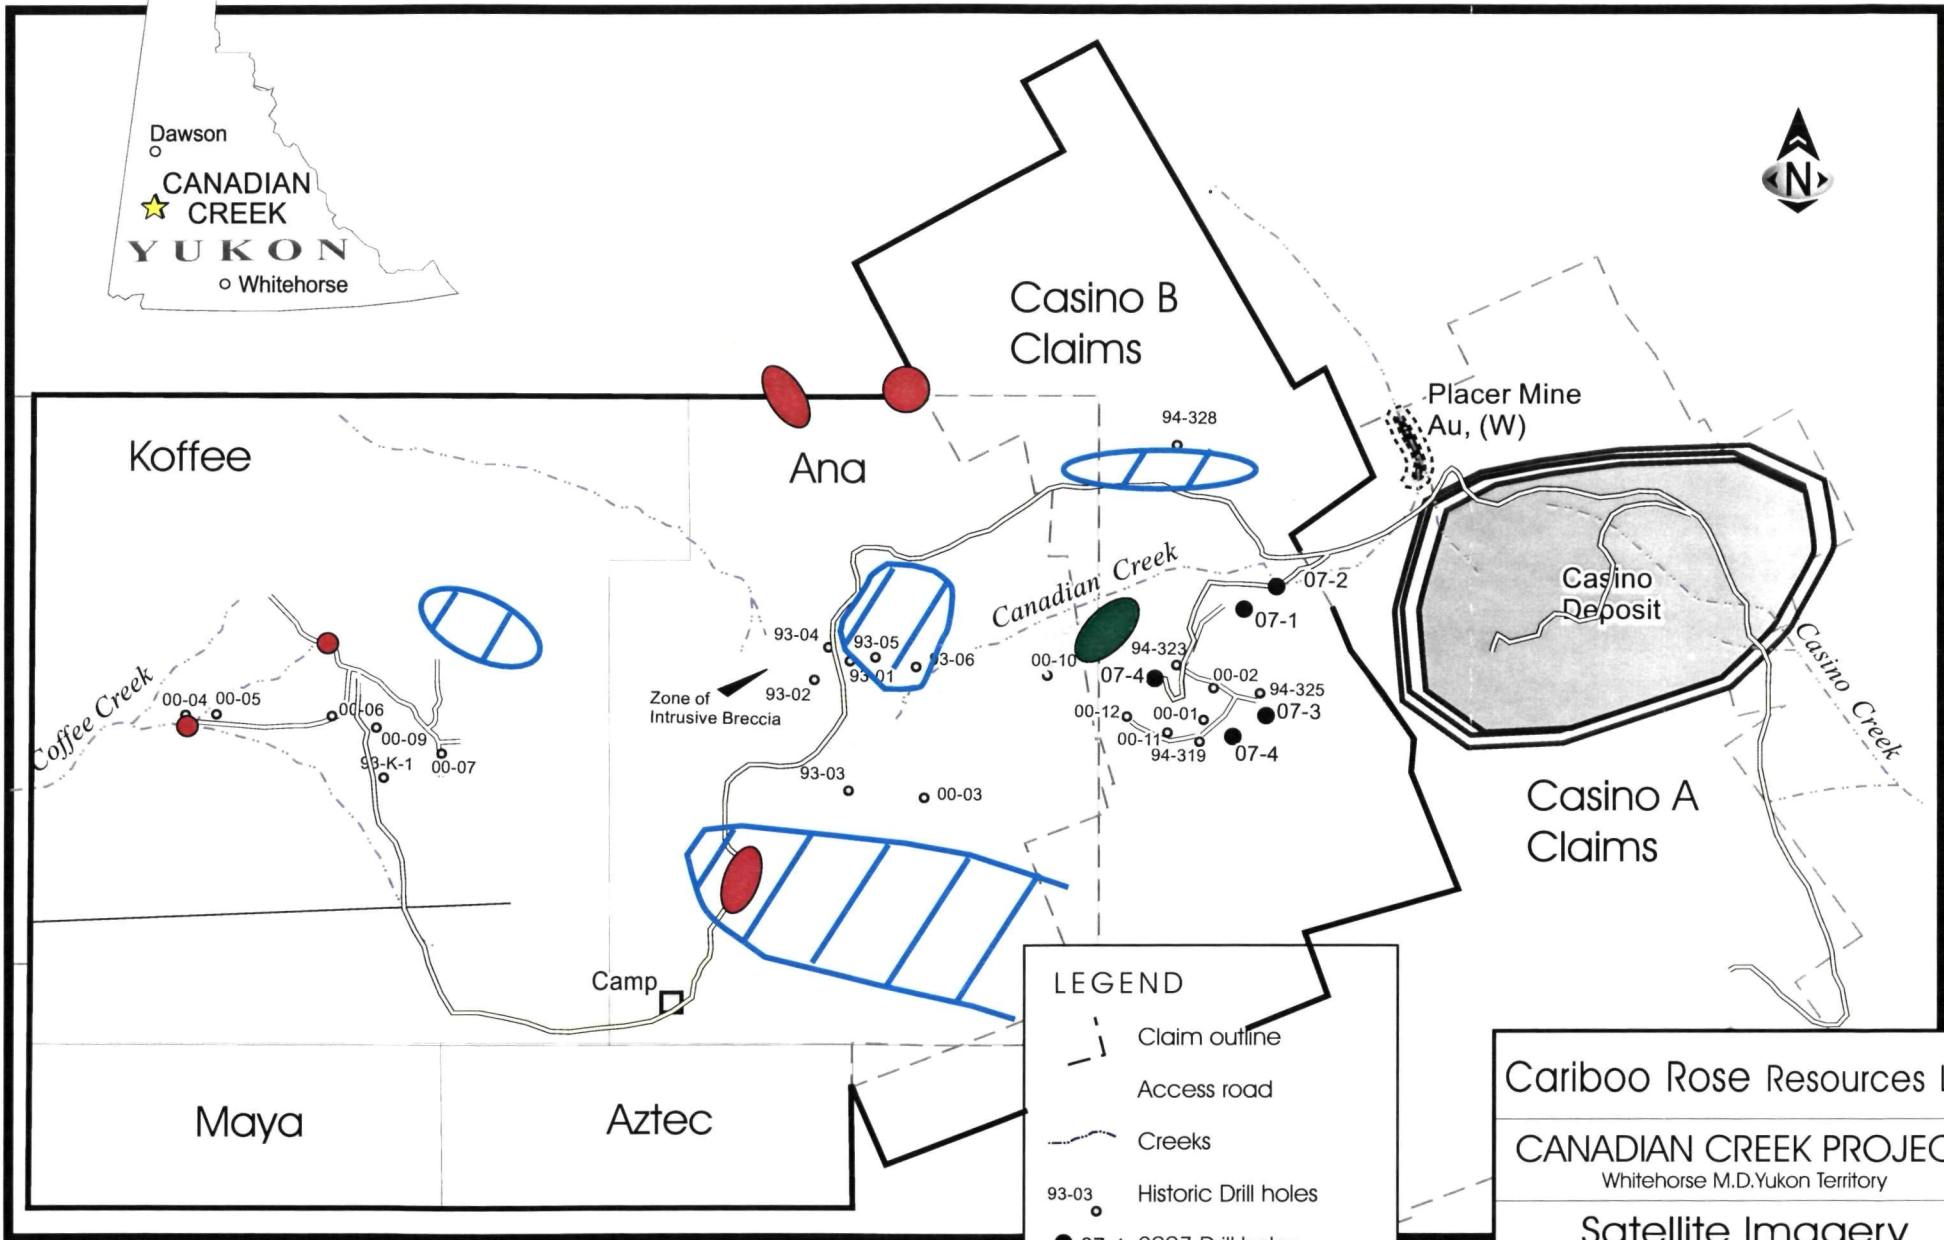 Dawson
CANADIAN
CREEK
YUKON
Whitehorse
N
Casino B
Claims
Placer Mine
Au, (W)
94-328
Koffee
Ana
Canadian Creek
07-2
07-1
Casino
Deposit
Casino Creek
93-04
93-05
93-06
93-01
93-02
Zone of
Intrusive Breccia
00-10
94-323
07-4
00-02
94-325
07-3
00-12
00-01
00-11
94-319
07-4
Coffee Creek
00-04
00-05
00-06
00-09
93-K-1
00-07
93-03
00-03
Casino A
Claims
Camp
Maya
Aztec
LEGEND
Claim outline
Access road
Creeks
93-03
Historic Drill holes
Cariboo Rose Resources
CANADIAN CREEK PROJEC
Whitehorse M.D.Yukon Territory
Satellite Imagery